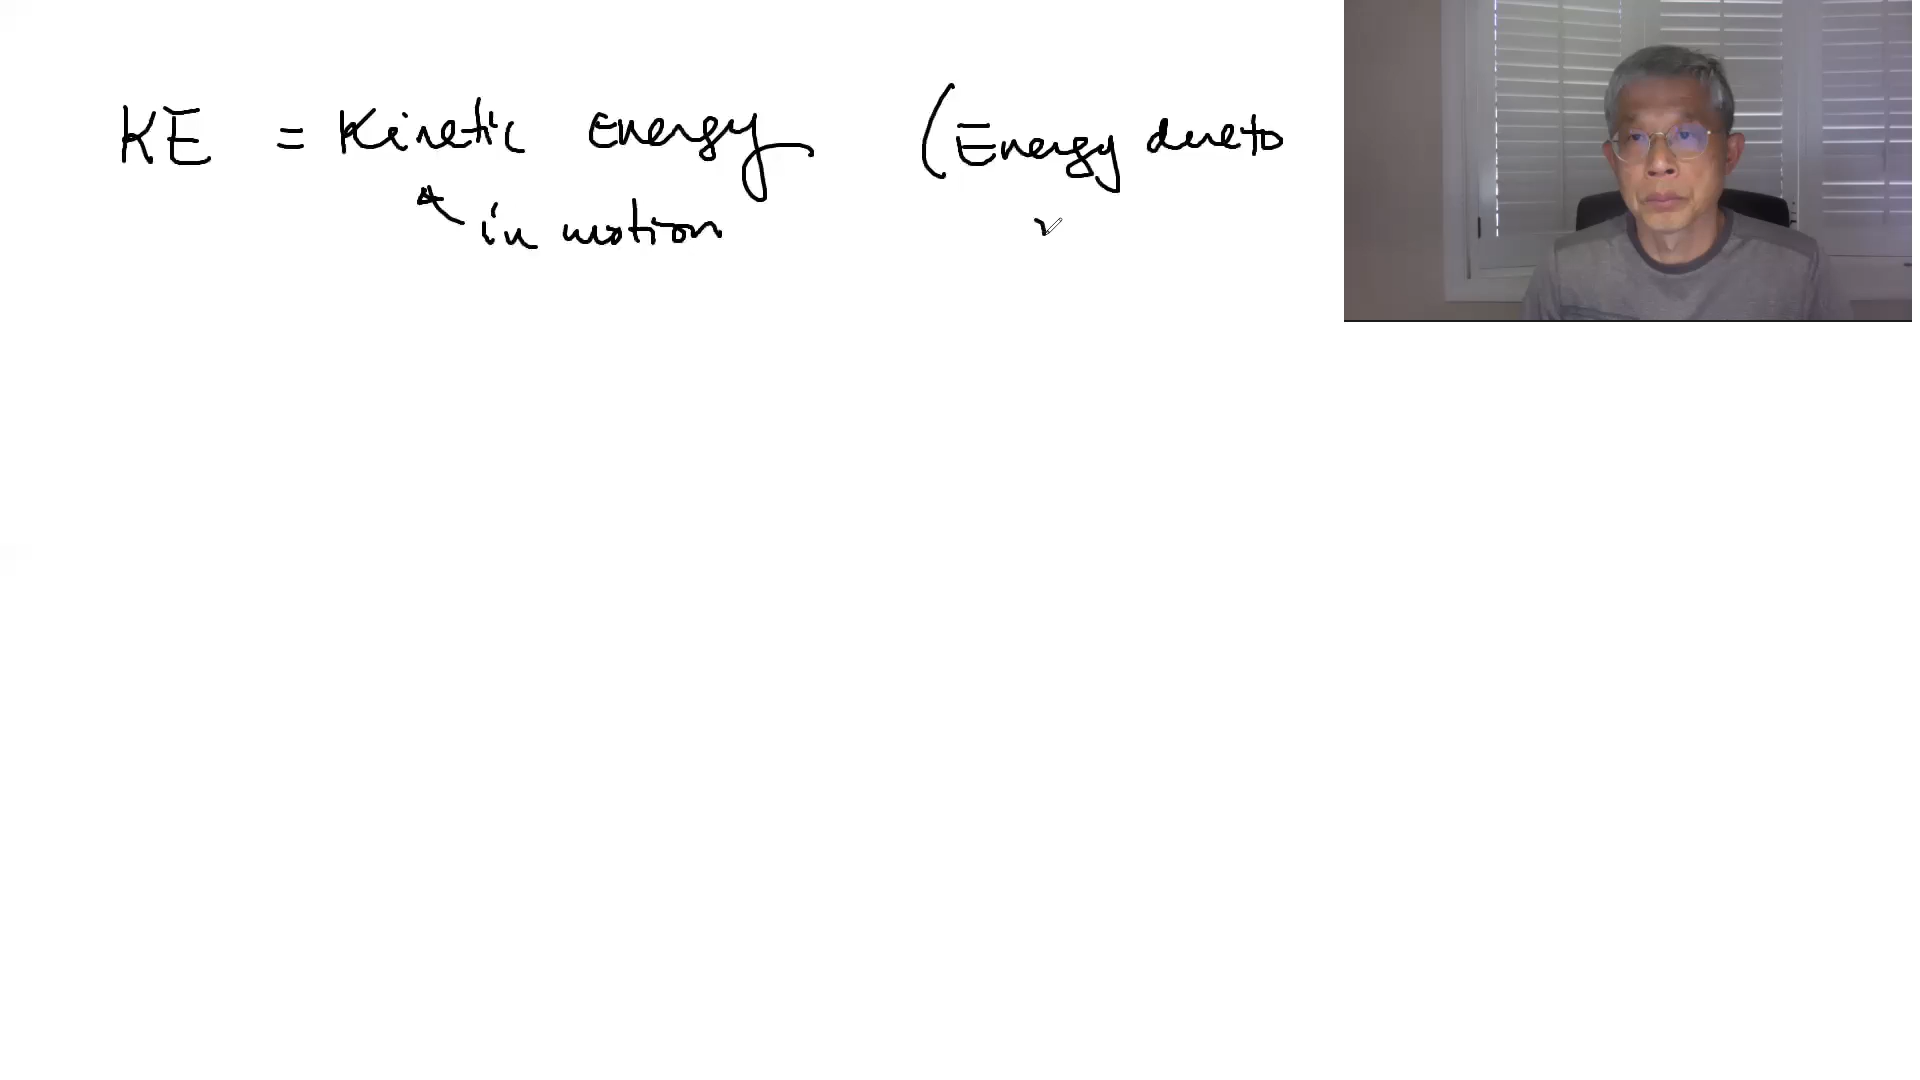 KE = Kinetic energy (Energy due to
in motion